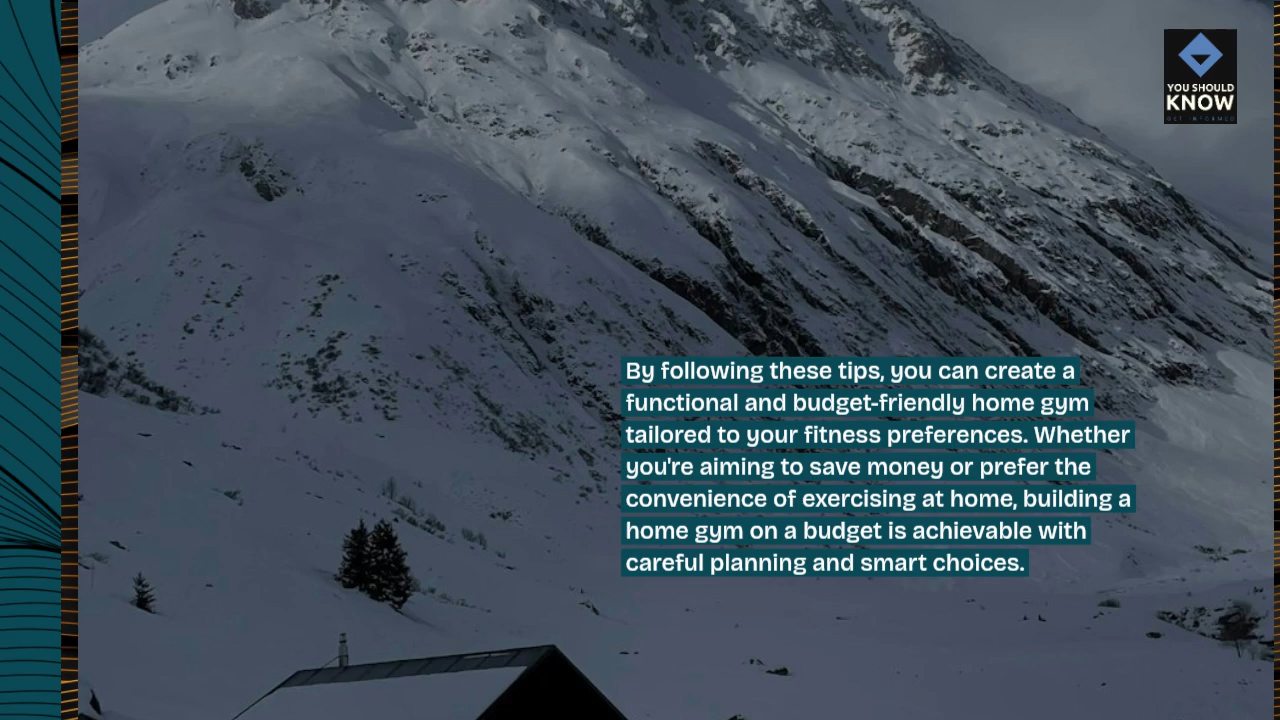 YOU SHOULD
KNOW
GET INFORMED
By following these tips, you can create a
functional and budget-friendly home gym
tailored to your fitness preferences. Whether
you're aiming to save money or prefer the
convenience of exercising at home, building a
home gym on a budget is achievable with
careful planning and smart choices.